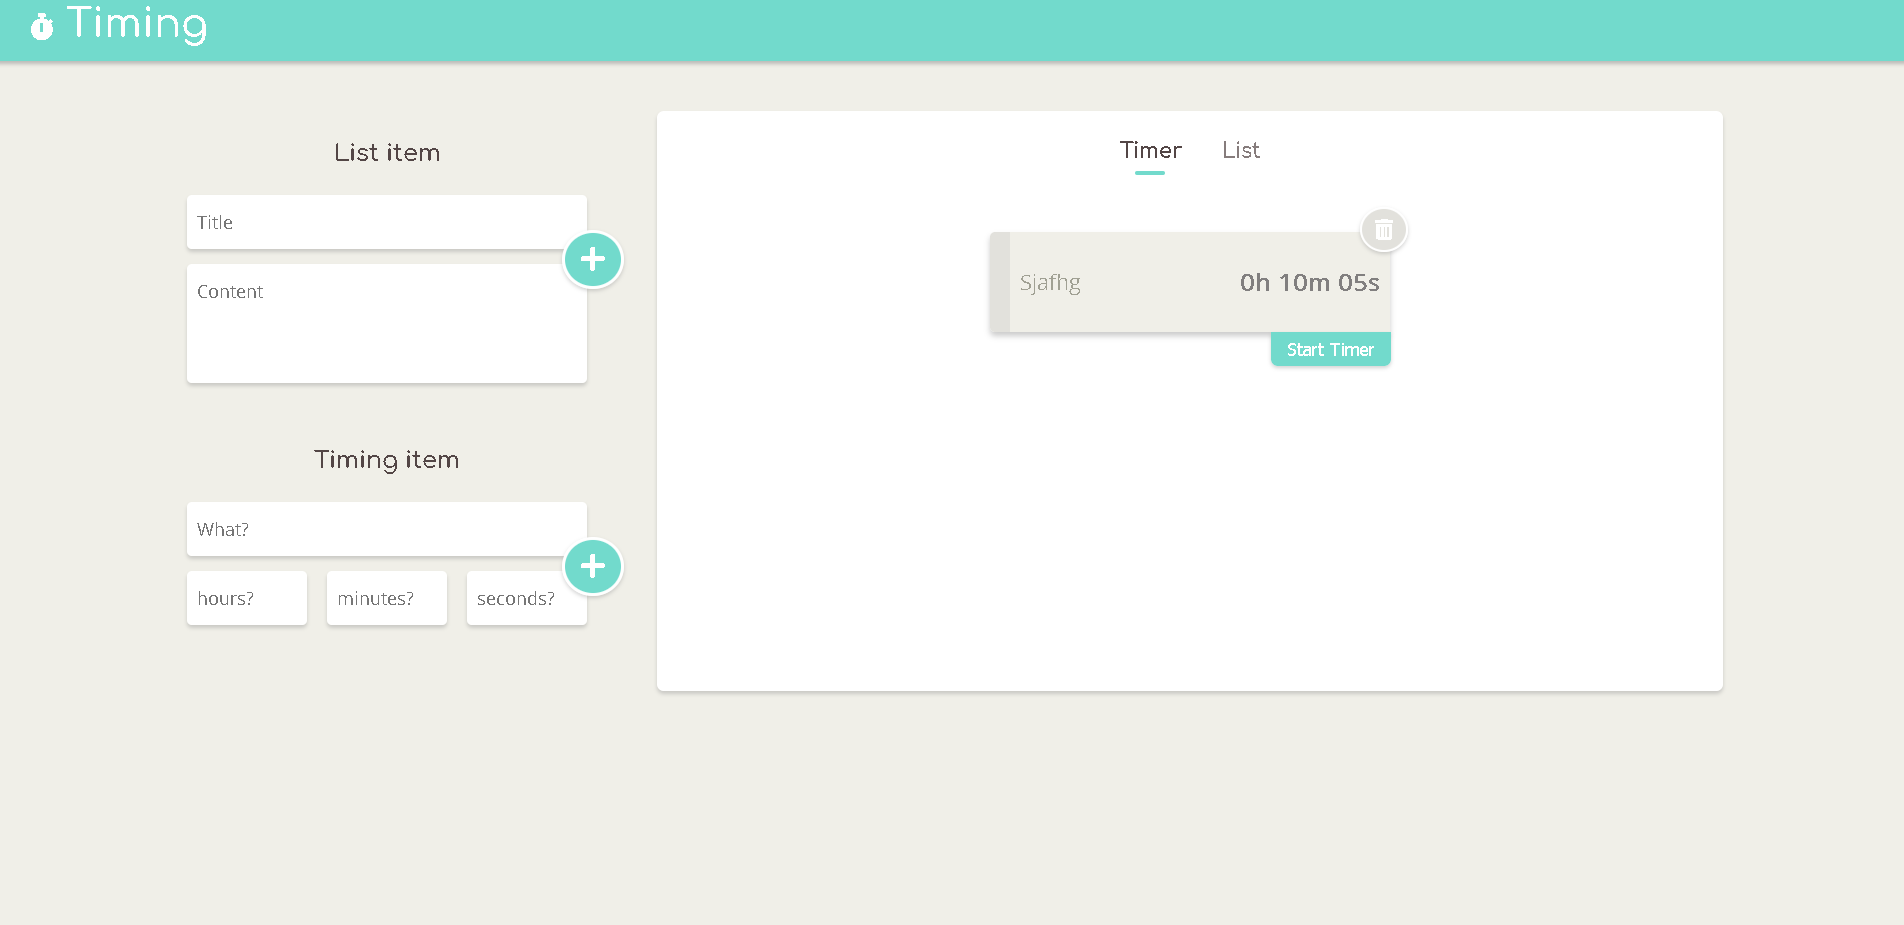 Timing
List item
Title
Content
Timing item
What?
hours? minutes? seconds?
Timer List
Sjafhg 0h 10m 05s
Start Timer